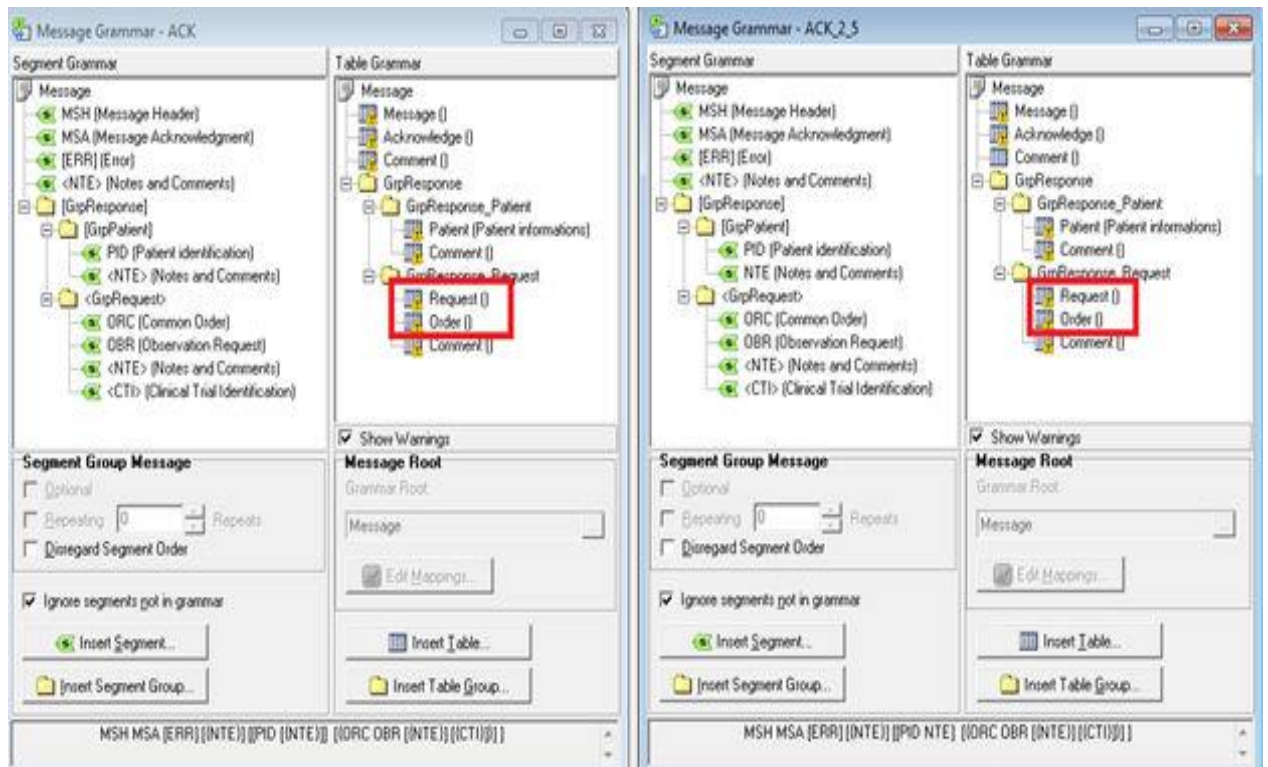 Message Grammar - ACK
Segment Grammar
Table Grammar
Message
MSH (Message Header)
MSA (Message Acknowledgment)
[ERR] (Error)
<NTE> (Notes and Comments)
[GrpResponse]
[GrpPatient]
PID (Patient identification)
<NTE> (Notes and Comments)
<GrpRequest>
ORC (Common Order)
OBR (Observation Request)
<NTE> (Notes and Comments)
<CTI> (Clinical Trial Identification)
Message
Message ()
Acknowledge ()
Comment ()
GrpResponse
GrpResponse_Patient
Patient (Patient informations)
Comment ()
GrpResponse_Request
Request ()
Order ()
Comment ()
Show Warnings
Segment Group Message
Optional
Repeating 0 Repeats
Disregard Segment Order
Ignore segments not in grammar
Insert Segment...
Insert Segment Group...
Message Root
Grammar Root:
Message
...
Edit Mappings...
Insert Table...
Insert Table Group...
MSH MSA [ERR] [{NTE}] [[PID [{NTE}]] [{ORC OBR [{NTE}] [{CTI}]}] ]
Message Grammar - ACK_2_5
Segment Grammar
Table Grammar
Message
MSH (Message Header)
MSA (Message Acknowledgment)
[ERR] (Error)
<NTE> (Notes and Comments)
[GrpResponse]
[GrpPatient]
PID (Patient identification)
NTE (Notes and Comments)
<GrpRequest>
ORC (Common Order)
OBR (Observation Request)
<NTE> (Notes and Comments)
<CTI> (Clinical Trial Identification)
Message
Message ()
Acknowledge ()
Comment ()
GrpResponse
GrpResponse_Patient
Patient (Patient informations)
Comment ()
GrpResponse_Request
Request ()
Order ()
Comment ()
Show Warnings
Segment Group Message
Optional
Repeating 0 Repeats
Disregard Segment Order
Ignore segments not in grammar
Insert Segment...
Insert Segment Group...
Message Root
Grammar Root:
Message
...
Edit Mappings...
Insert Table...
Insert Table Group...
MSH MSA [ERR] [{NTE}] [[PID NTE] [{ORC OBR [{NTE}] [{CTI}]}] ]